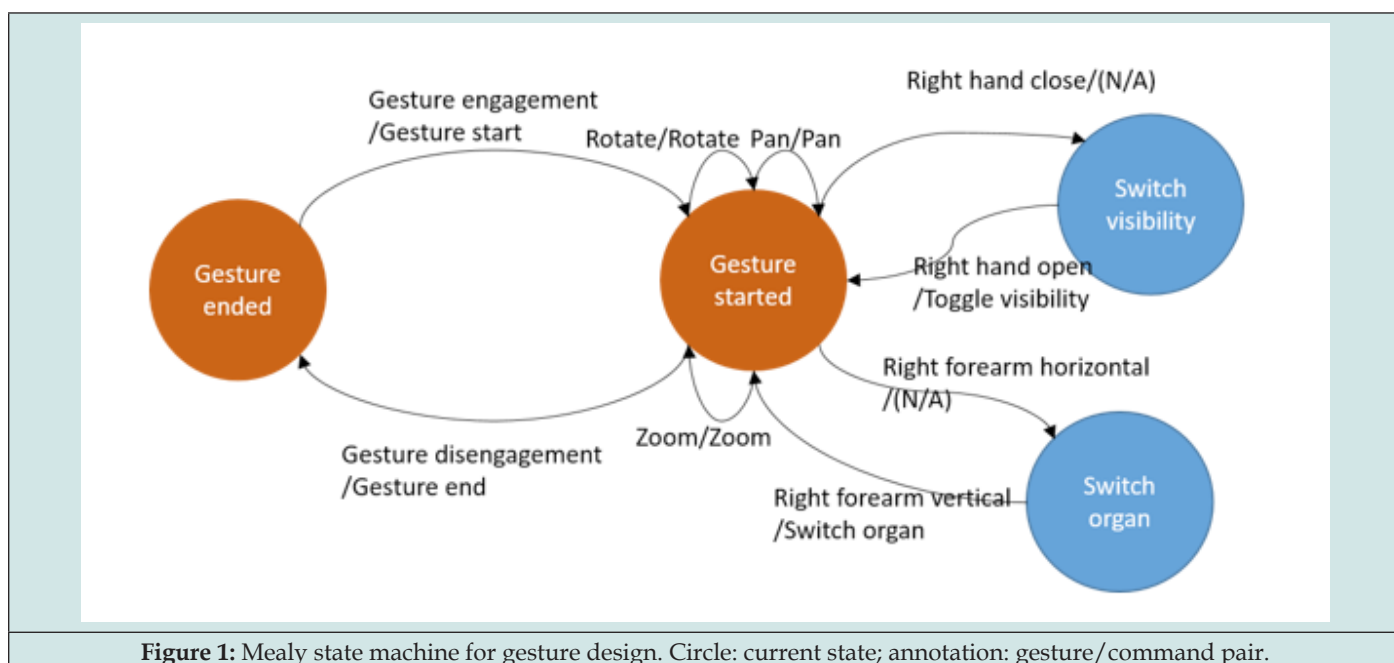 Gesture engagement
/Gesture start
Rotate/Rotate
Pan/Pan
Right hand close/(N/A)
Switch
visibility
Gesture
ended
Gesture
started
Right hand open
/Toggle visibility
Right forearm horizontal
/(N/A)
Gesture disengagement
/Gesture end
Zoom/Zoom
Right forearm vertical
/Switch organ
Switch
organ
Figure 1: Mealy state machine for gesture design. Circle: current state; annotation: gesture/command pair.